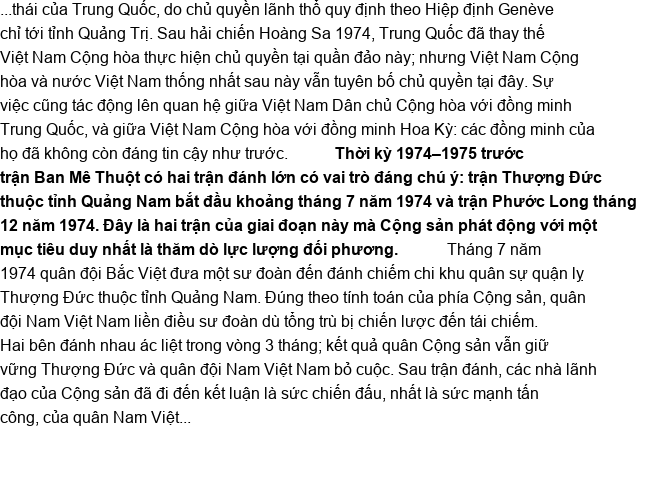 ...thái của Trung Quốc, do chủ quyền lãnh thổ quy định theo Hiệp định Genève
chỉ tới tỉnh Quảng Trị. Sau hải chiến Hoàng Sa 1974, Trung Quốc đã thay thế
Việt Nam Cộng hòa thực hiện chủ quyền tại quần đảo này; nhưng Việt Nam Cộng
hòa và nước Việt Nam thống nhất sau này vẫn tuyên bố chủ quyền tại đây. Sự
việc cũng tác động lên quan hệ giữa Việt Nam Dân chủ Cộng hòa với đồng minh
Trung Quốc, và giữa Việt Nam Cộng hòa với đồng minh Hoa Kỳ: các đồng minh của
họ đã không còn đáng tin cậy như trước. Thời kỳ 1974–1975 trước
trận Ban Mê Thuột có hai trận đánh lớn có vai trò đáng chú ý: trận Thượng Đức
thuộc tỉnh Quảng Nam bắt đầu khoảng tháng 7 năm 1974 và trận Phước Long tháng
12 năm 1974. Đây là hai trận của giai đoạn này mà Cộng sản phát động với một
mục tiêu duy nhất là thăm dò lực lượng đối phương. Tháng 7 năm
1974 quân đội Bắc Việt đưa một sư đoàn đến đánh chiếm chi khu quân sự quận lỵ
Thượng Đức thuộc tỉnh Quảng Nam. Đúng theo tính toán của phía Cộng sản, quân
đội Nam Việt Nam liền điều sư đoàn dù tổng trù bị chiến lược đến tái chiếm.
Hai bên đánh nhau ác liệt trong vòng 3 tháng; kết quả quân Cộng sản vẫn giữ
vững Thượng Đức và quân đội Nam Việt Nam bỏ cuộc. Sau trận đánh, các nhà lãnh
đạo của Cộng sản đã đi đến kết luận là sức chiến đấu, nhất là sức mạnh tấn
công, của quân Nam Việt...